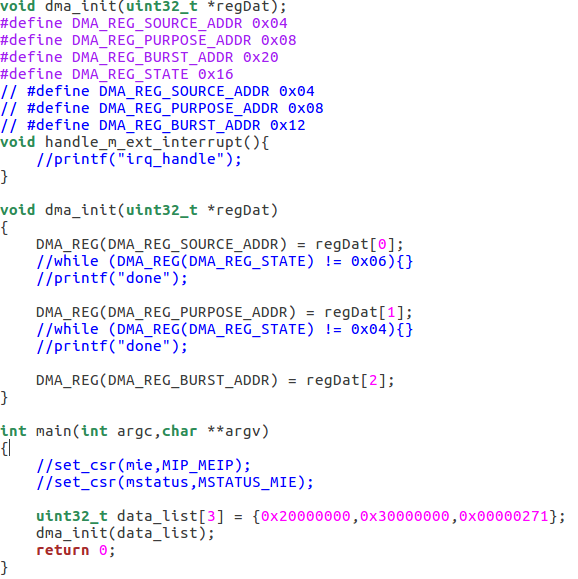 void dma_init(uint32_t *regDat);
#define DMA_REG_SOURCE_ADDR 0x04
#define DMA_REG_PURPOSE_ADDR 0x08
#define DMA_REG_BURST_ADDR 0x20
#define DMA_REG_STATE 0x16
// #define DMA_REG_SOURCE_ADDR 0x04
// #define DMA_REG_PURPOSE_ADDR 0x08
// #define DMA_REG_BURST_ADDR 0x12
void handle_m_ext_interrupt(){
    //printf("irq_handle");
}

void dma_init(uint32_t *regDat)
{
    DMA_REG(DMA_REG_SOURCE_ADDR) = regDat[0];
    //while (DMA_REG(DMA_REG_STATE) != 0x06){}
    //printf("done");

    DMA_REG(DMA_REG_PURPOSE_ADDR) = regDat[1];
    //while (DMA_REG(DMA_REG_STATE) != 0x04){}
    //printf("done");

    DMA_REG(DMA_REG_BURST_ADDR) = regDat[2];
}

int main(int argc,char **argv)
{
    //set_csr(mie,MIP_MEIP);
    //set_csr(mstatus,MSTATUS_MIE);

    uint32_t data_list[3] = {0x20000000,0x30000000,0x00000271};
    dma_init(data_list);
    return 0;
}